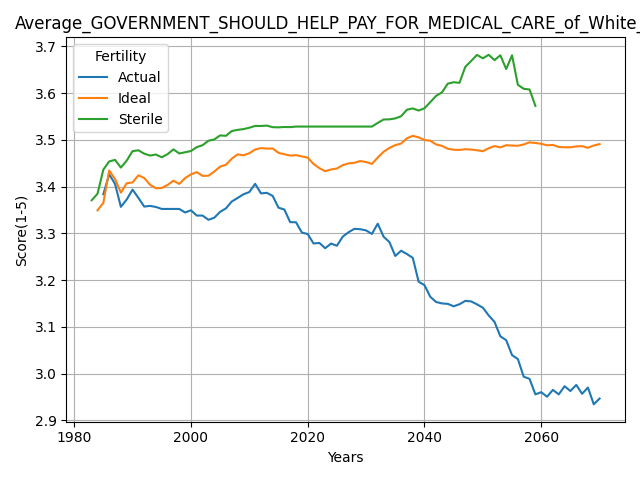 Average_GOVERNMENT_SHOULD_HELP_PAY_FOR_MEDICAL_CARE_of_White_
Fertility
Actual
Ideal
Sterile
Score(1-5)
3.7
3.6
3.5
3.4
3.3
3.2
3.1
3.0
2.9
1980 2000 2020 2040 2060
Years